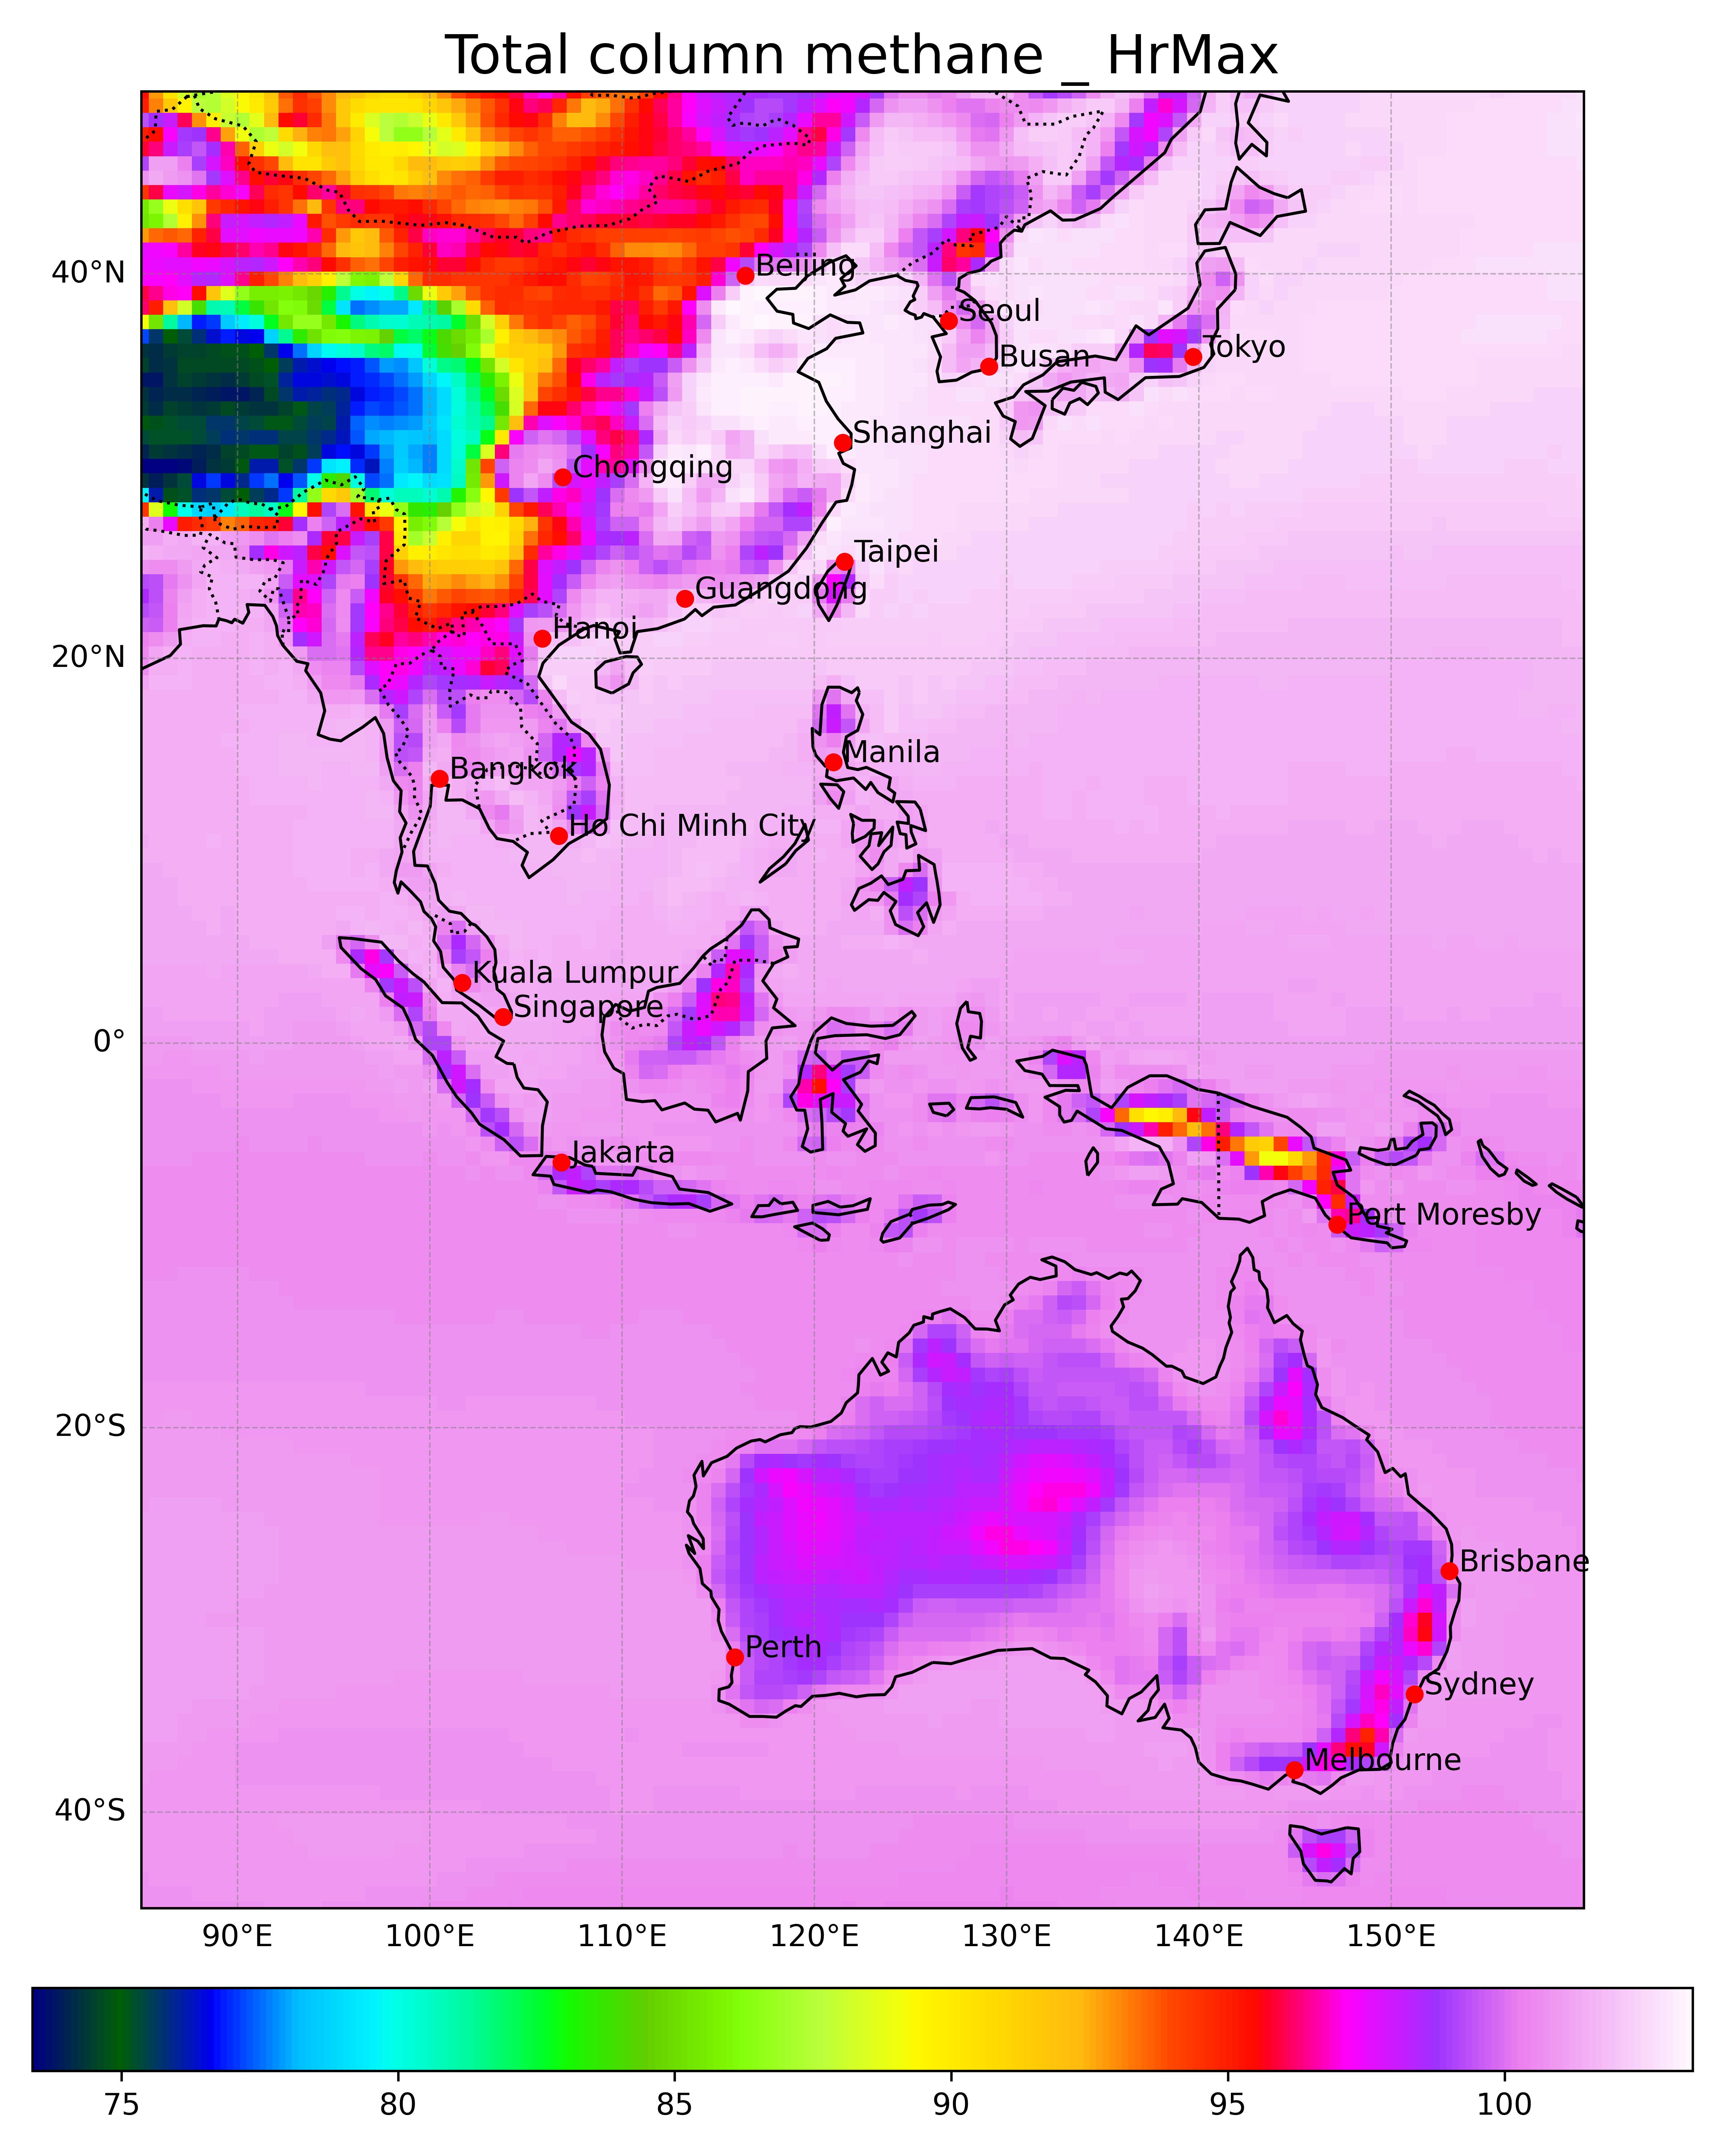 Total column methane _ HrMax
40°N
20°N
0°
20°S
40°S
Beijing
Seoul
Tokyo
Busan
Shanghai
Chongqing
Taipei
Guangdong
Hanoi
Manila
Bangkok
Ho Chi Minh City
Kuala Lumpur
Singapore
Jakarta
Port Moresby
Brisbane
Perth
Sydney
Melbourne
90°E 100°E 110°E 120°E 130°E 140°E 150°E
75 80 85 90 95 100